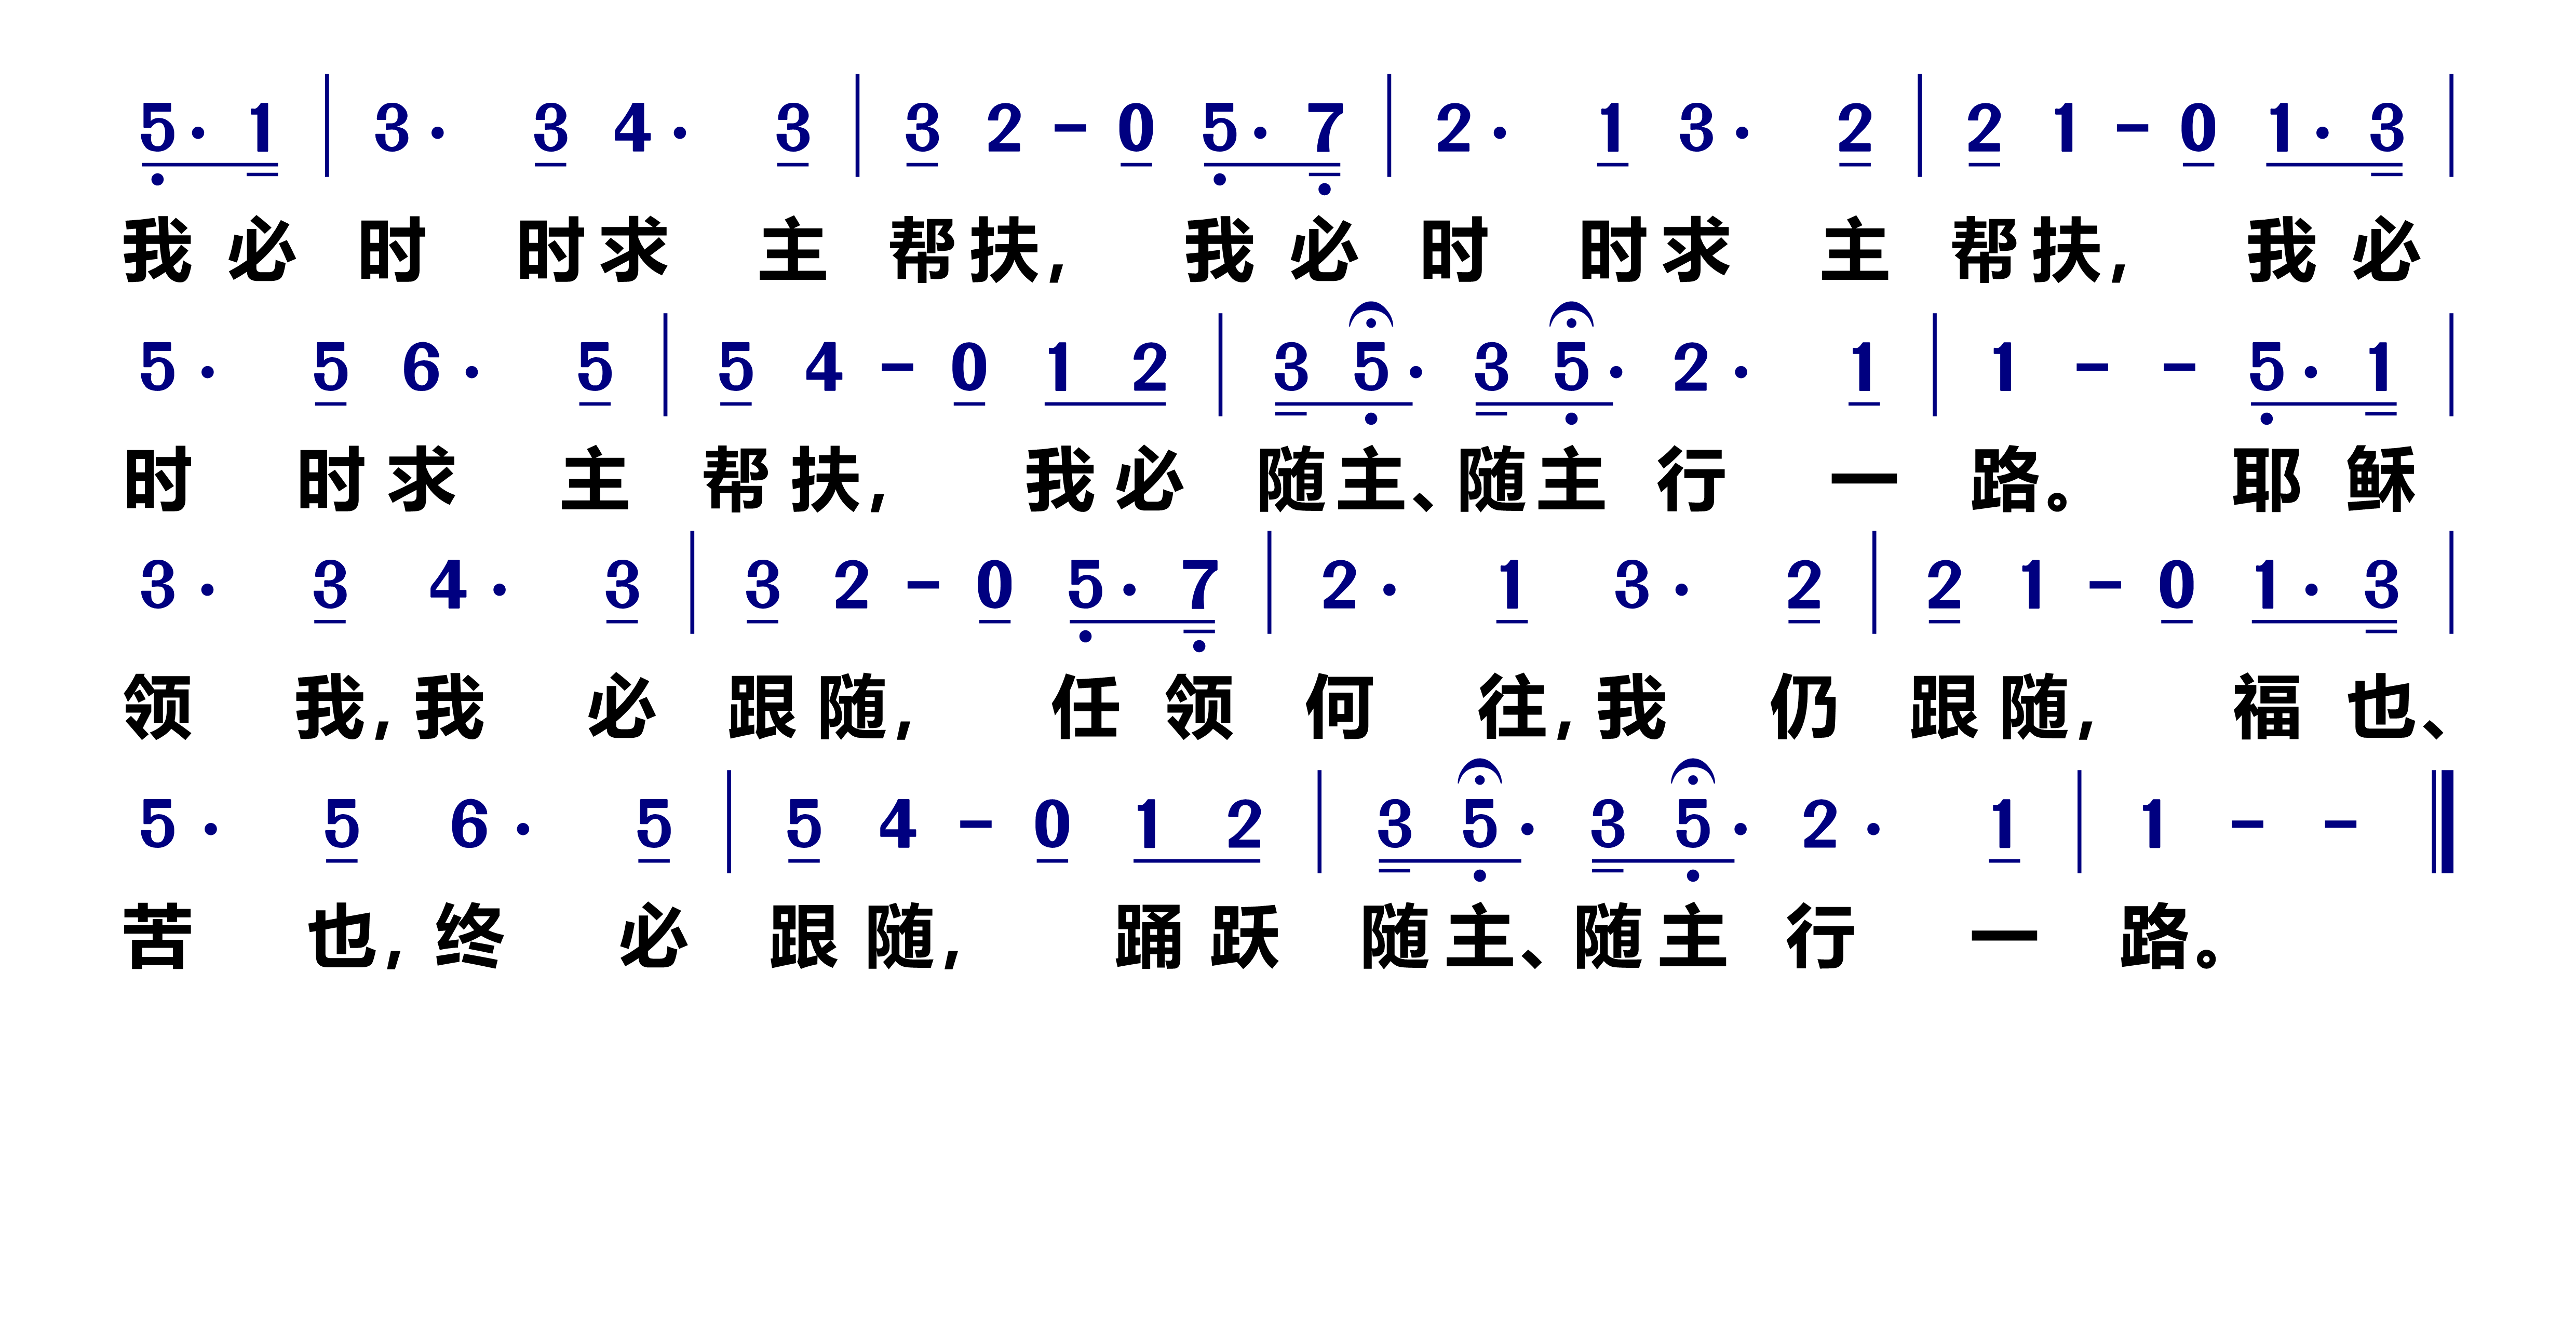 5· 1 | 3· 3 4· 3 | 3 2 - 0 5· 7 | 2· 1 3· 2 | 2 1 - 0 1· 3 |
我必时时求主帮扶,我必时时求主帮扶,我必
5· 5 6· 5 | 5 4 - 0 1 2 | 3 5· 3 5· 2· 1 | 1 - - 5· 1 |
时时求主帮扶,我必随主、随主行一路。耶稣
3· 3 4· 3 | 3 2 - 0 5· 7 | 2· 1 3· 2 | 2 1 - 0 1· 3 |
领我,我必跟随,任领何往,我仍跟随,福也、
5· 5 6· 5 | 5 4 - 0 1 2 | 3 5· 3 5· 2· 1 | 1 - - ‖
苦也,终必跟随,踊跃随主、随主行一路。